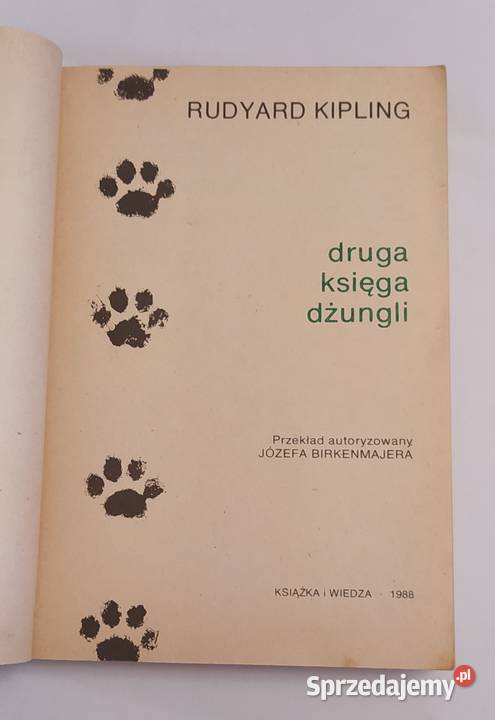 RUDYARD KIPLING
druga
księga
dżungli
Przekład autoryzowany
JÓZEFA BIRKENMAJERA
KSIĄŻKA i WIEDZA · 1988
Sprzedajemy.pl